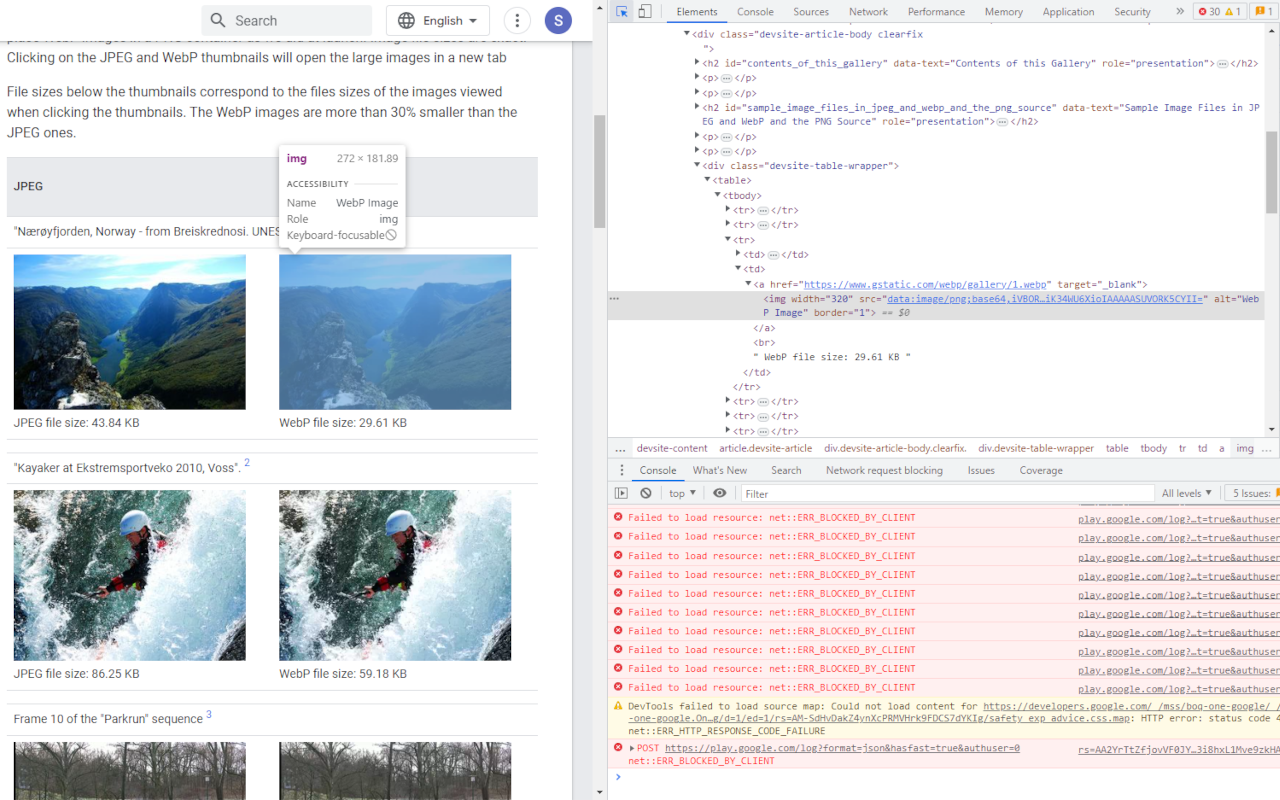 Search
English
S
Clicking on the JPEG and WebP thumbnails will open the large images in a new tab
File sizes below the thumbnails correspond to the files sizes of the images viewed
when clicking the thumbnails. The WebP images are more than 30% smaller than the
JPEG ones.
JPEG
img 272 × 181.89
ACCESSIBILITY
Name WebP Image
Role img
Keyboard-focusable
"Nærøyfjorden, Norway - from Breiskrednosi. UNES
JPEG file size: 43.84 KB
WebP file size: 29.61 KB
"Kayaker at Ekstremsportveko 2010, Voss". 2
JPEG file size: 86.25 KB
WebP file size: 59.18 KB
Frame 10 of the "Parkrun" sequence 3
Elements Console Sources Network Performance Memory Application Security » 30 1 1
<div class="devsite-article-body clearfix
">
<h2 id="contents_of_this_gallery" data-text="Contents of this Gallery" role="presentation">…</h2>
<p>…</p>
<p>…</p>
<h2 id="sample_image_files_in_jpeg_and_webp_and_the_png_source" data-text="Sample Image Files in JP
EG and WebP and the PNG Source" role="presentation">…</h2>
<p>…</p>
<p>…</p>
<div class="devsite-table-wrapper">
<table>
<tbody>
<tr>…</tr>
<tr>…</tr>
<tr>
<td>…</td>
<td>
<a href="https://www.gstatic.com/webp/gallery/1.webp" target="_blank">
… <img width="320" src="data:image/png;base64,iVBOR…iK34WU6XioIAAAAASUVORK5CYII=" alt="Web
P Image" border="1"> == $0
</a>
<br>
" WebP file size: 29.61 KB "
</td>
</tr>
<tr>…</tr>
<tr>…</tr>
<tr>…</tr>
… devsite-content article.devsite-article div.devsite-article-body.clearfix. div.devsite-table-wrapper table tbody tr td a img …
Console What's New Search Network request blocking Issues Coverage
top Filter All levels 5 Issues:
Failed to load resource: net::ERR_BLOCKED_BY_CLIENT play.google.com/log?…t=true&authuser
Failed to load resource: net::ERR_BLOCKED_BY_CLIENT play.google.com/log?…t=true&authuser
Failed to load resource: net::ERR_BLOCKED_BY_CLIENT play.google.com/log?…t=true&authuser
Failed to load resource: net::ERR_BLOCKED_BY_CLIENT play.google.com/log?…t=true&authuser
Failed to load resource: net::ERR_BLOCKED_BY_CLIENT play.google.com/log?…t=true&authuser
Failed to load resource: net::ERR_BLOCKED_BY_CLIENT play.google.com/log?…t=true&authuser
Failed to load resource: net::ERR_BLOCKED_BY_CLIENT play.google.com/log?…t=true&authuser
Failed to load resource: net::ERR_BLOCKED_BY_CLIENT play.google.com/log?…t=true&authuser
Failed to load resource: net::ERR_BLOCKED_BY_CLIENT play.google.com/log?…t=true&authuser
Failed to load resource: net::ERR_BLOCKED_BY_CLIENT play.google.com/log?…t=true&authuser
DevTools failed to load source map: Could not load content for https://developers.google.com/_/mss/boq-one-google/_/
-one-google.On…g/d=1/ed=1/rs=AM-SdHvDakZ4ynXcPRMVHrk9FDCS7dYKIg/safety_exp_advice.css.map: HTTP error: status code 4
net::ERR_HTTP_RESPONSE_CODE_FAILURE
POST https://play.google.com/log?format=json&hasfast=true&authuser=0 rs=AA2YrTtZfjovVF0JY…3i8hxL1Mve9zkHA
net::ERR_BLOCKED_BY_CLIENT